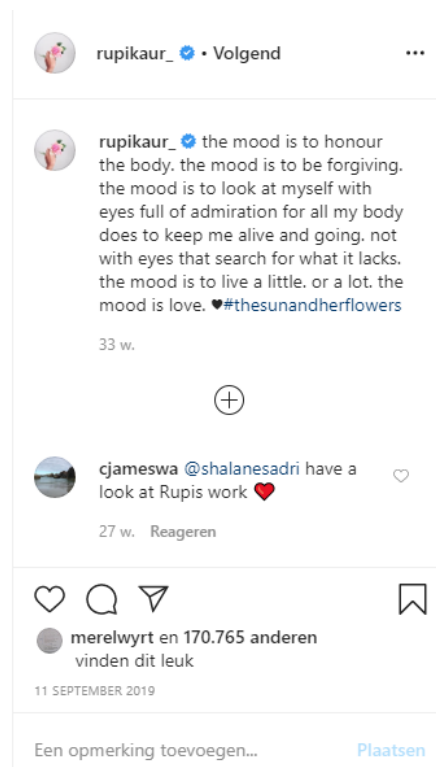 rupikaur_ • Volgend
rupikaur_ the mood is to honour
the body. the mood is to be forgiving.
the mood is to look at myself with
eyes full of admiration for all my body
does to keep me alive and going. not
with eyes that search for what it lacks.
the mood is to live a little. or a lot. the
mood is love. ♥#thesunandherflowers
33 w.
cjameswa @shalanesadri have a
look at Rupis work ❤️
27 w. Reageren
merelwyrt en 170.765 anderen
vinden dit leuk
11 SEPTEMBER 2019
Een opmerking toevoegen... Plaatsen